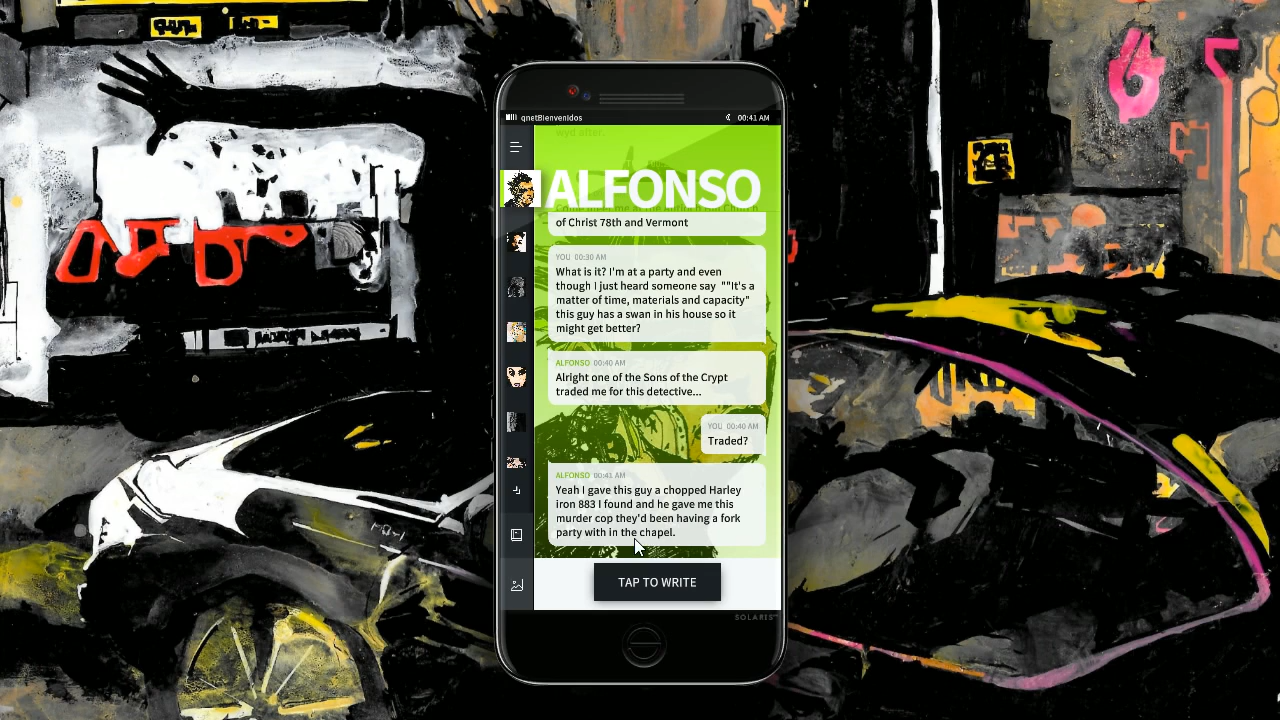 qnetBienvenidos
00:41 AM
wyd after.
ALFONSO
of Christ 78th and Vermont
YOU 00:30 AM
What is it? I'm at a party and even
though I just heard someone say ""It's a
matter of time, materials and capacity"
this guy has a swan in his house so it
might get better?
ALFONSO 00:40 AM
Alright one of the Sons of the Crypt
traded me for this detective...
YOU 00:40 AM
Traded?
ALFONSO 00:41 AM
Yeah I gave this guy a chopped Harley
iron 883 I found and he gave me this
murder cop they'd been having a fork
party with in the chapel.
TAP TO WRITE
SOLARIS